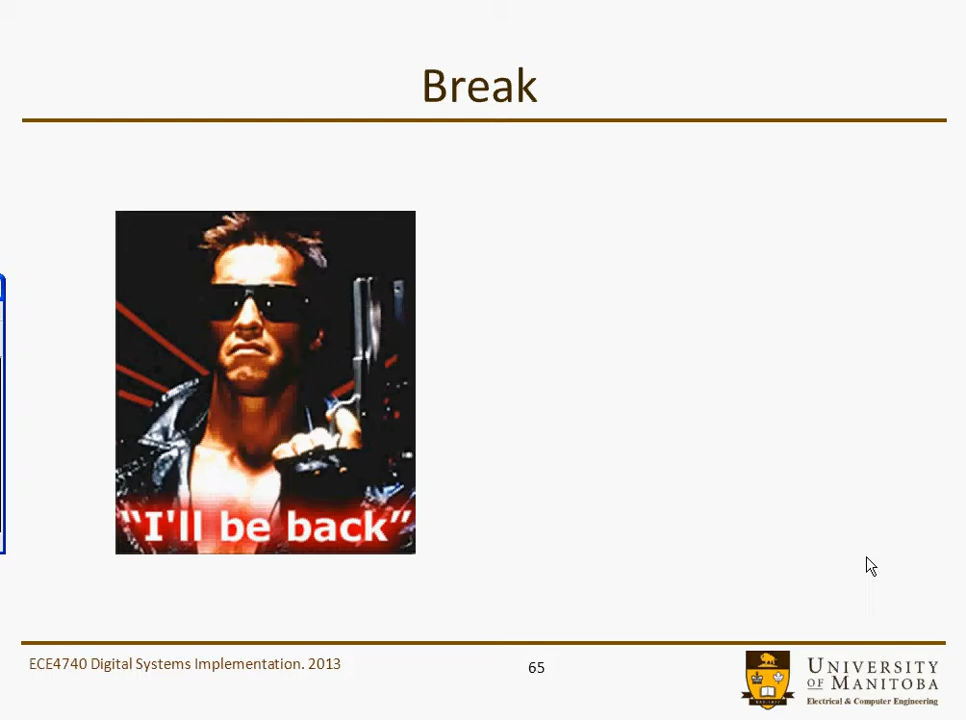 Break
“I'll be back”
ECE4740 Digital Systems Implementation. 2013
65
UNIVERSITY
OF MANITOBA
Electrical & Computer Engineering